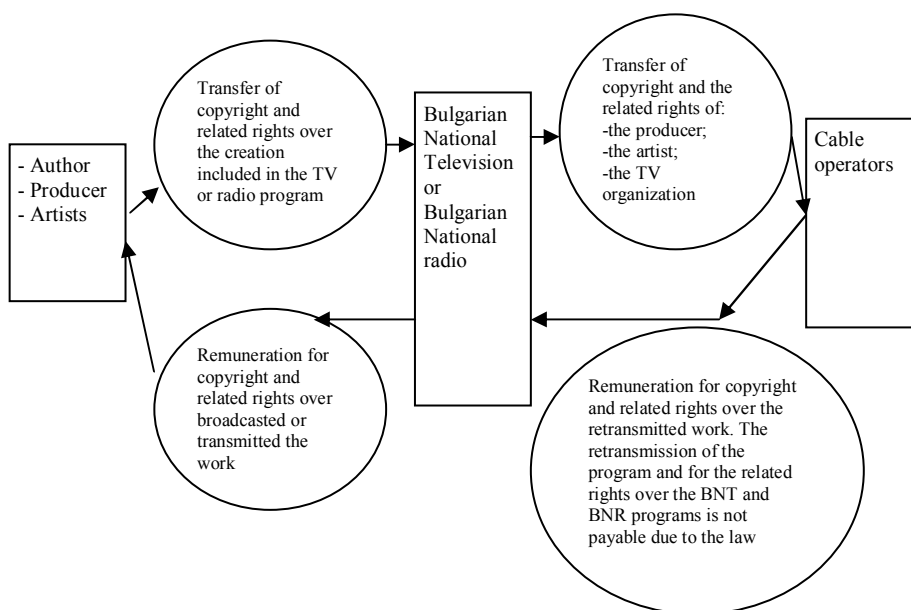 - Author
- Producer
- Artists
Transfer of
copyright and
related rights over
the creation
included in the TV
or radio program
Bulgarian
National
Television
or
Bulgarian
National
radio
Transfer of
copyright and the
related rights of:
-the producer;
-the artist;
-the TV
organization
Cable
operators
Remuneration for
copyright and
related rights over
broadcasted or
transmitted the
work
Remuneration for copyright
and related rights over the
retransmitted work. The
retransmission of the
program and for the related
rights over the BNT and
BNR programs is not
payable due to the law